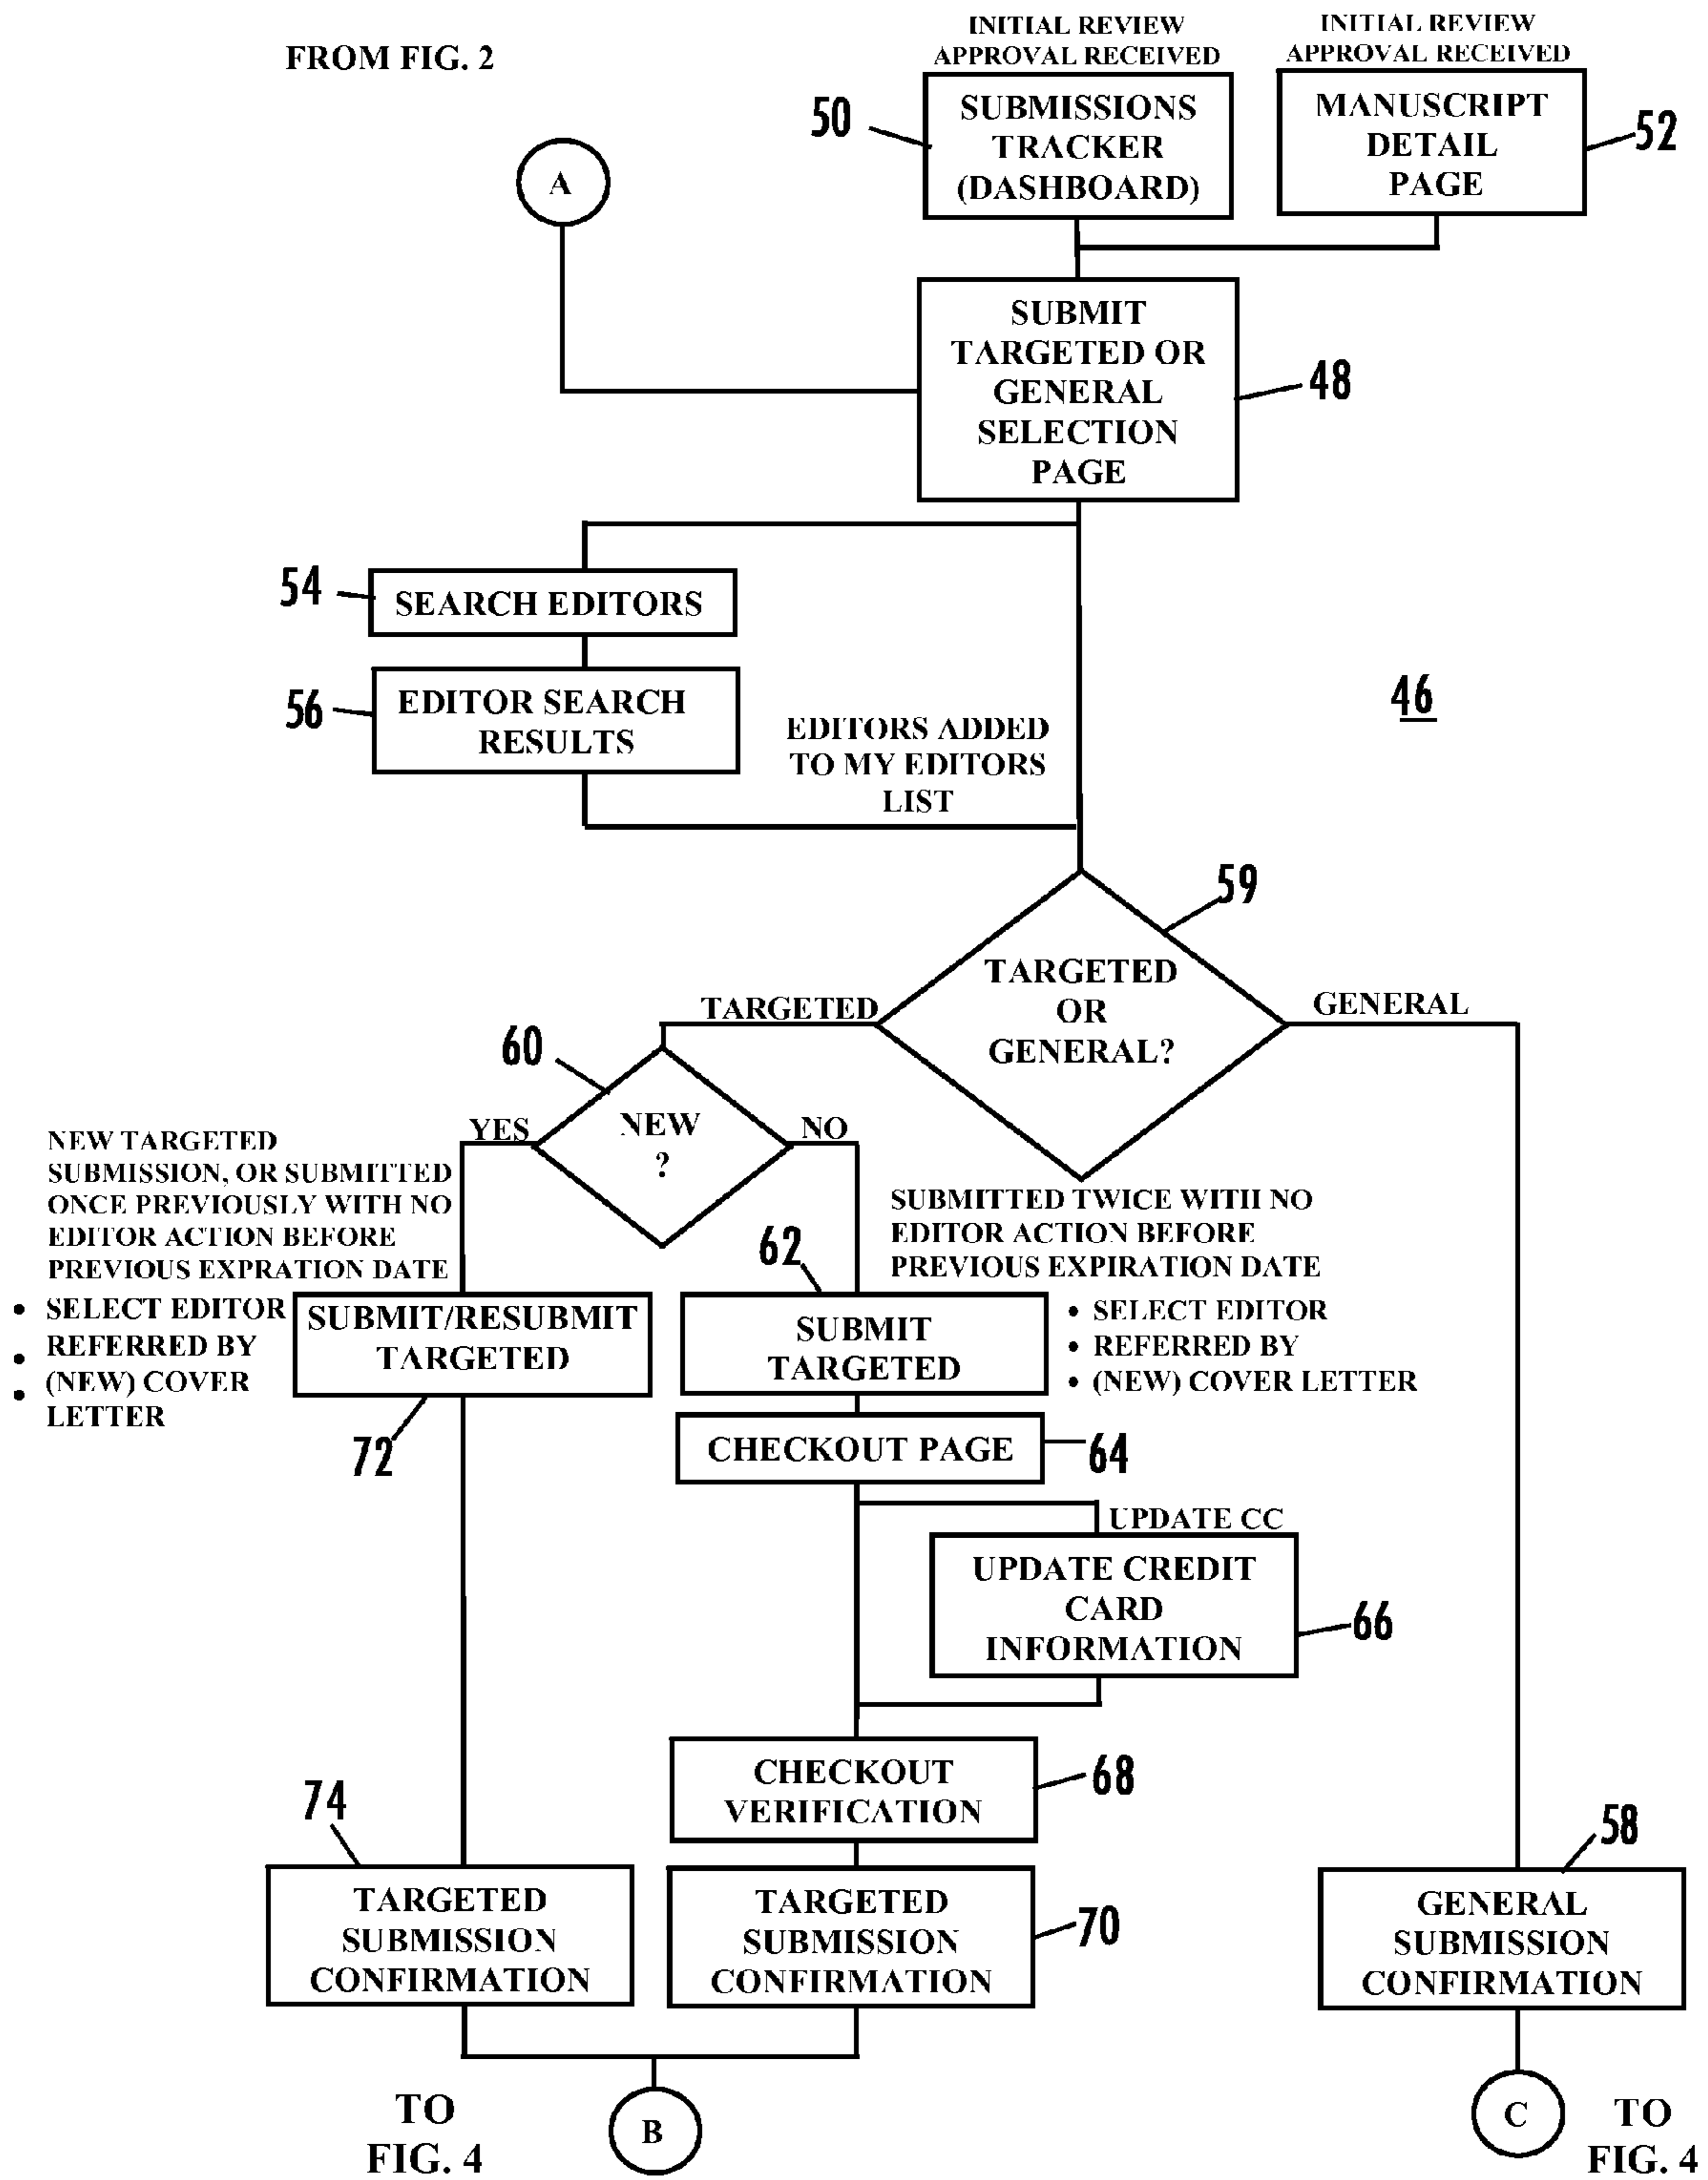 FROM FIG. 2
INITIAL REVIEW
APPROVAL RECEIVED
INITIAL REVIEW
APPROVAL RECEIVED
50
SUBMISSIONS
TRACKER
(DASHBOARD)
MANUSCRIPT
DETAIL
PAGE
52
A
SUBMIT
TARGETED OR
GENERAL
SELECTION
PAGE
48
54
SEARCH EDITORS
56
EDITOR SEARCH
RESULTS
EDITORS ADDED
TO MY EDITORS
LIST
46
59
TARGETED
OR
GENERAL?
TARGETED
GENERAL
60
NEW
?
YES
NO
NEW TARGETED
SUBMISSION, OR SUBMITTED
ONCE PREVIOUSLY WITH NO
EDITOR ACTION BEFORE
PREVIOUS EXPRATION DATE
• SELECT EDITOR
• REFERRED BY
• (NEW) COVER
LETTER
SUBMIT/RESUBMIT
TARGETED
72
62
SUBMIT
TARGETED
SUBMITTED TWICE WITH NO
EDITOR ACTION BEFORE
PREVIOUS EXPIRATION DATE
• SELECT EDITOR
• REFERRED BY
• (NEW) COVER LETTER
CHECKOUT PAGE
64
UPDATE CC
UPDATE CREDIT
CARD
INFORMATION
66
CHECKOUT
VERIFICATION
68
74
TARGETED
SUBMISSION
CONFIRMATION
TARGETED
SUBMISSION
CONFIRMATION
70
58
GENERAL
SUBMISSION
CONFIRMATION
TO
FIG. 4
B
C
TO
FIG. 4